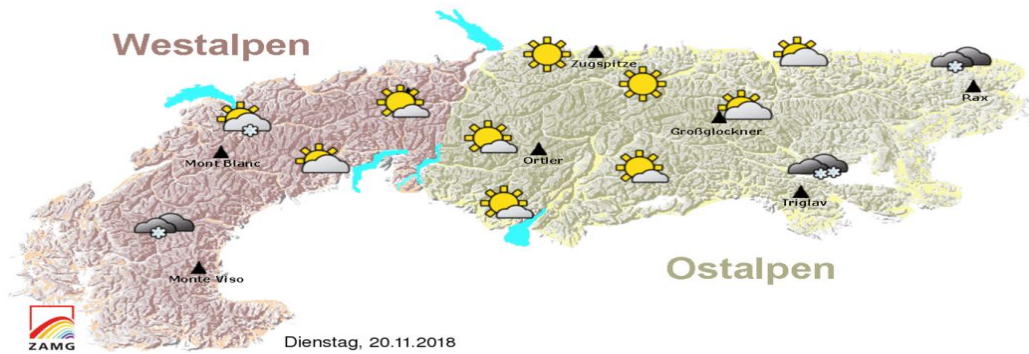 Westalpen
Zugspitze
Rax
Großglockner
Mont Blanc
Ortler
Triglav
Monte Viso
Ostalpen
ZAMG
Dienstag, 20.11.2018